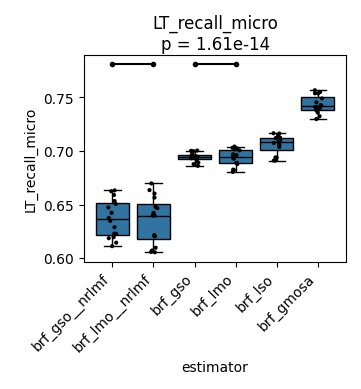 LT_recall_micro
p = 1.61e-14
LT_recall_micro
0.75
0.70
0.65
0.60
brf_gso__nrlmf
brf_lmo__nrlmf
brf_gso
brf_lmo
brf_lso
brf_gmosa
estimator